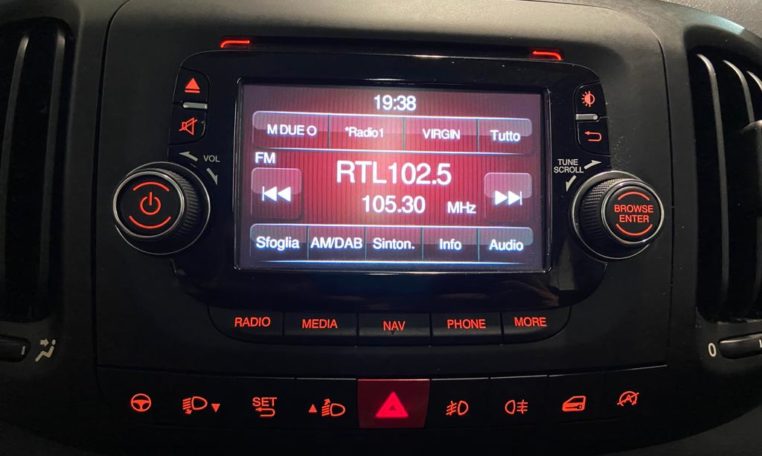 19:38
M DUE O *Radio1 VIRGIN Tutto
VOL
FM
RTL102.5
TUNE
SCROLL
105.30 MHz
BROWSE
ENTER
Sfoglia AM/DAB Sinton. Info Audio
RADIO MEDIA NAV PHONE MORE
0
SET